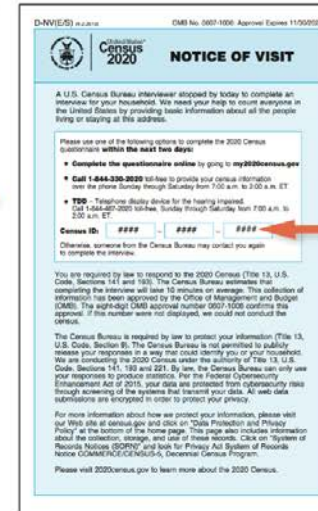 D-NV(E/S)
OMB No. 0607-1006: Approval Expires 11/30/202
United States®
Census
2020
NOTICE OF VISIT
A U.S. Census Bureau interviewer stopped by today to complete an
interview for your household. We need your help to count everyone in
the United States by providing basic information about all the people
living or staying at this address.
Please use one of the following options to complete the 2020 Census
questionnaire within the next two days:
• Complete the questionnaire online by going to my2020census.gov
• Call 1-844-330-2020 toll-free to provide your census information
over the phone Sunday through Saturday from 7:00 a.m. to 2:00 a.m. ET.
• TDD - Telephone display device for the hearing impaired.
Call 1-844-467-2020 toll-free, Sunday through Saturday from 7:00 a.m. to
2:00 a.m. ET.
Census ID: #### – #### – ####
Otherwise, someone from the Census Bureau may contact you again
to complete the interview.
You are required by law to respond to the 2020 Census (Title 13, U.S.
Code, Sections 141 and 193). The Census Bureau estimates that
completing the interview will take 10 minutes on average. This collection of
information has been approved by the Office of Management and Budget
(OMB). The eight-digit OMB approval number 0607-1006 confirms this
approval. If this number were not displayed, we could not conduct the
census.
The Census Bureau is required by law to protect your information (Title 13,
U.S. Code, Section 9). The Census Bureau is not permitted to publicly
release your responses in a way that could identify you or your household.
We are conducting the 2020 Census under the authority of Title 13, U.S.
Code, Sections 141, 193 and 221. By law, the Census Bureau can only use
your responses to produce statistics. Per the Federal Cybersecurity
Enhancement Act of 2015, your data are protected from cybersecurity risks
through screening of the systems that transmit your data. All web data
submissions are encrypted in order to protect your privacy.
For more information about how we protect your information, please visit
our Web site at census.gov and click on "Data Protection and Privacy
Policy" at the bottom of the home page. This page also includes information
about the collection, storage, and use of these records. Click on "System of
Records Notices (SORN)" and look for Privacy Act System of Records
Notice COMMERCE/CENSUS-5, Decennial Census Program.
Please visit 2020census.gov to learn more about the 2020 Census.